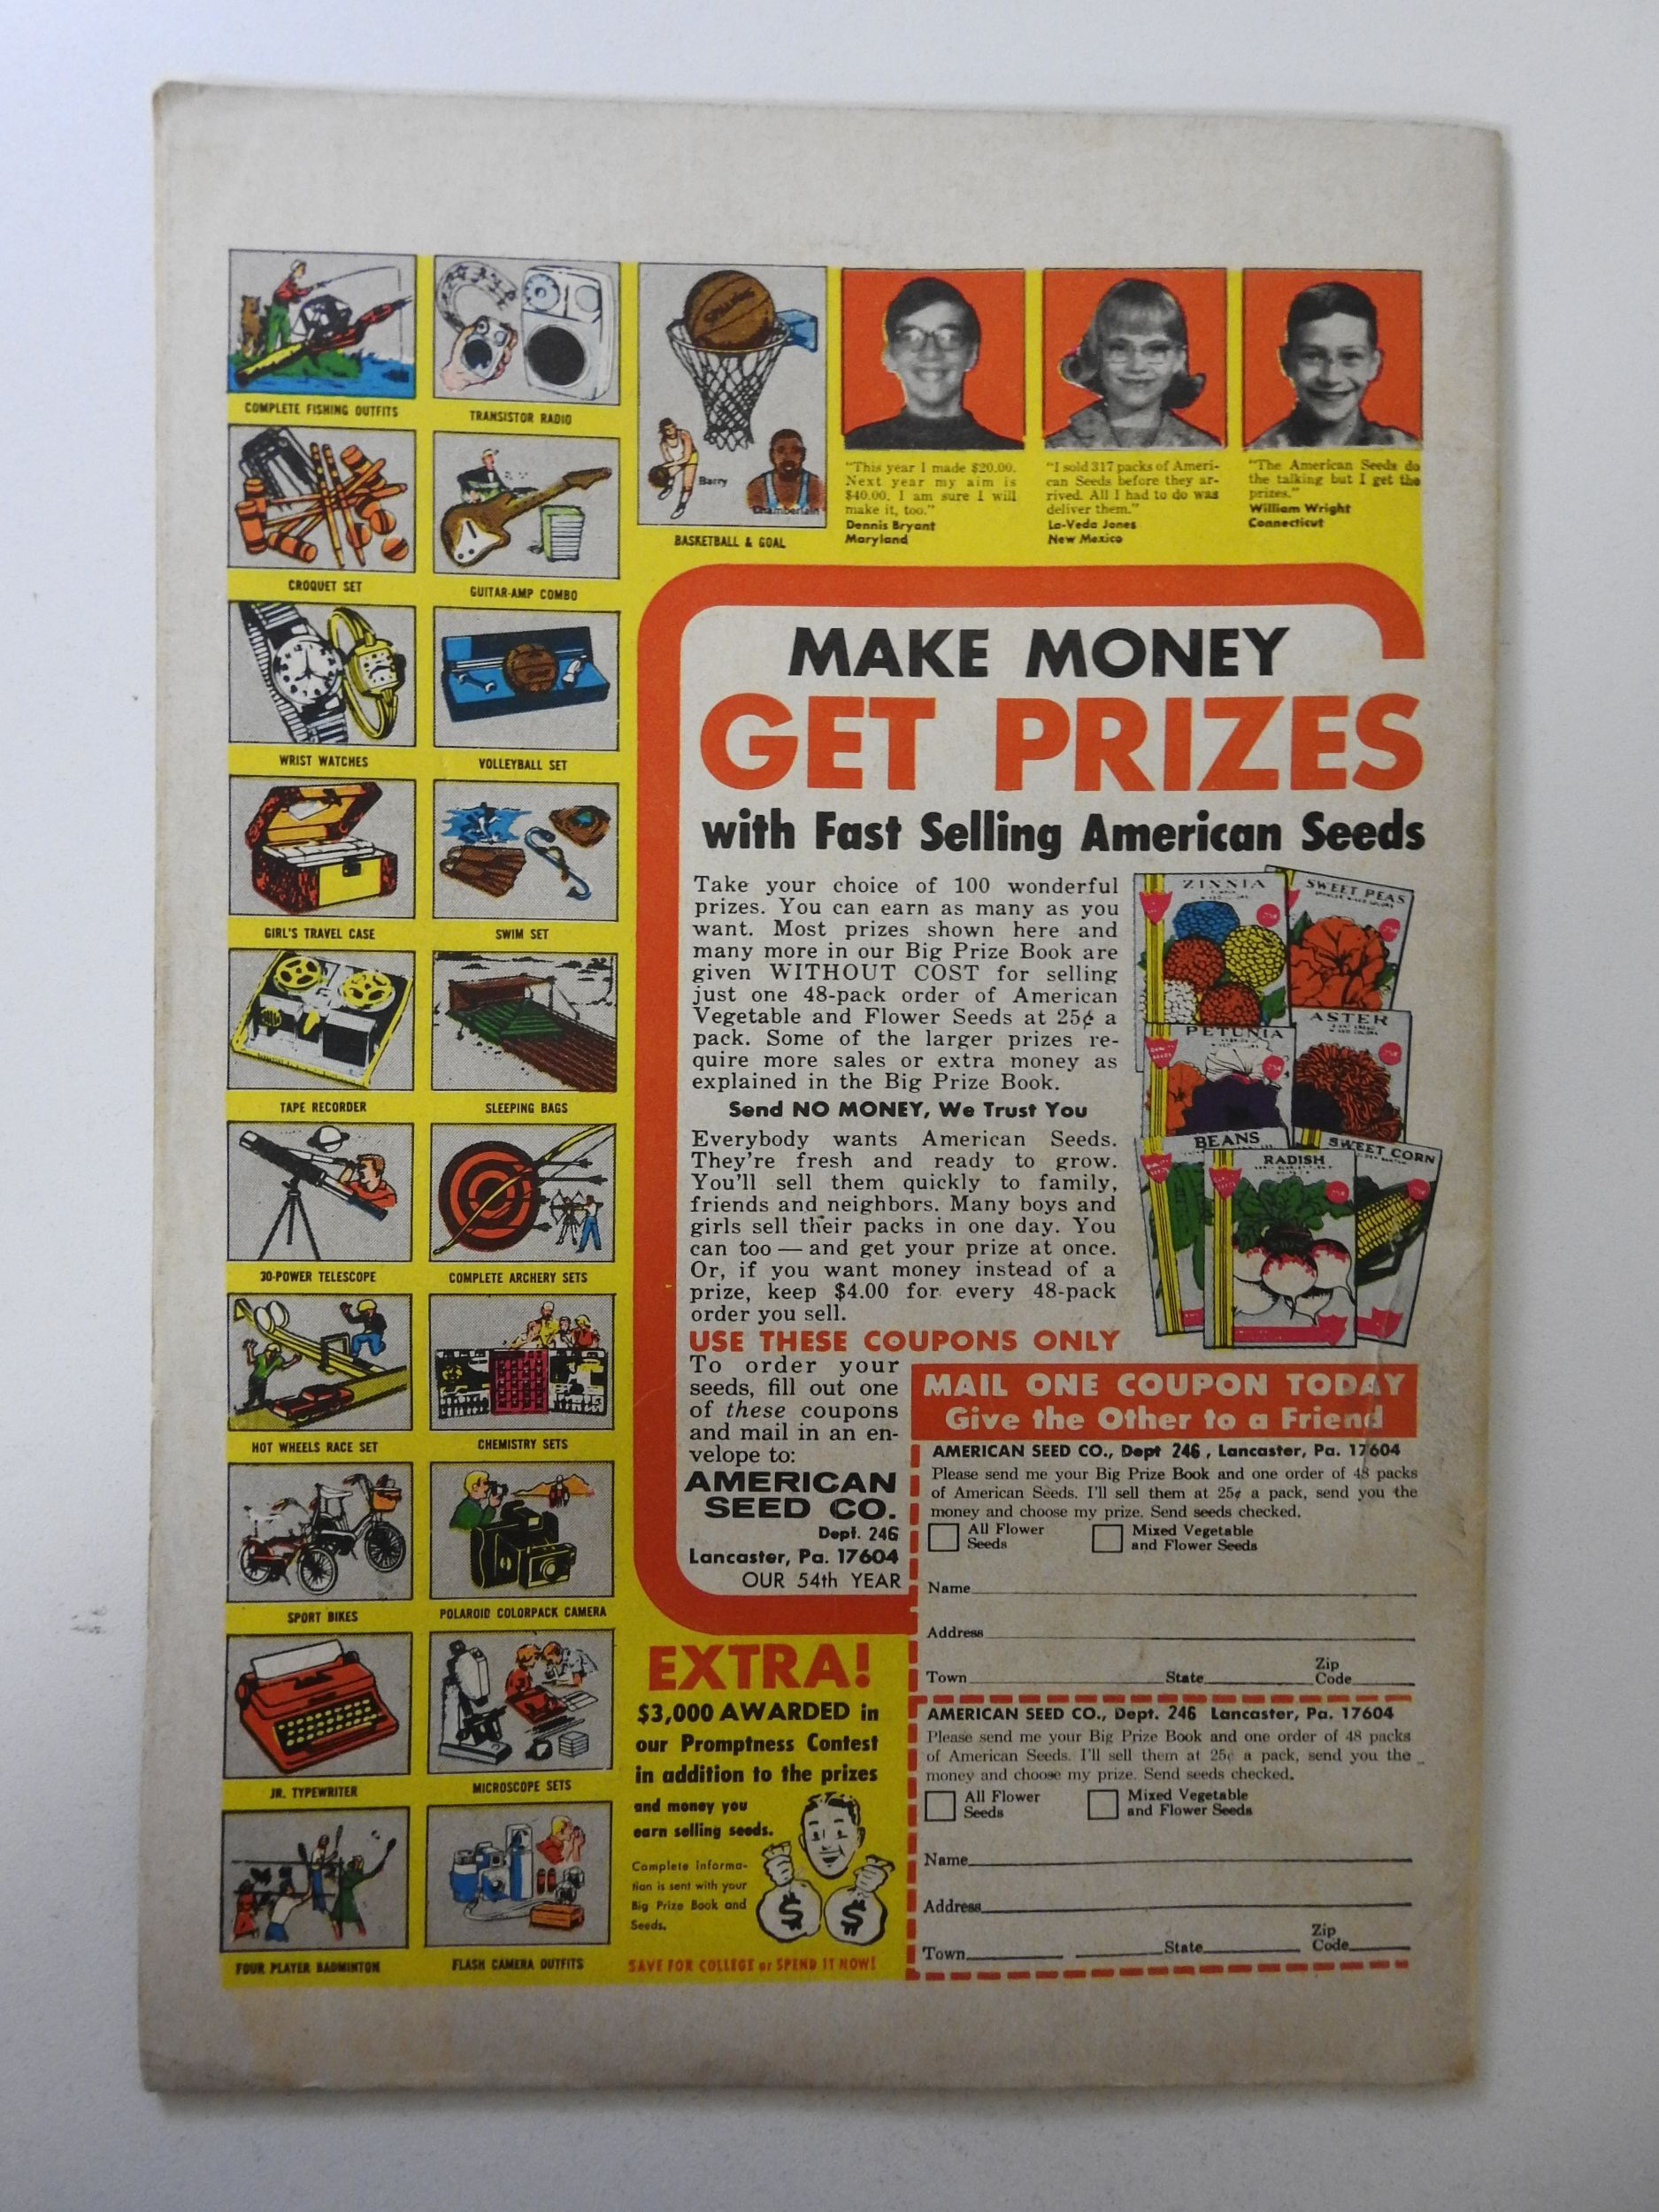 COMPLETE FISHING OUTFITS
TRANSISTOR RADIO
CROQUET SET
GUITAR-AMP COMBO
WRIST WATCHES
VOLLEYBALL SET
GIRL'S TRAVEL CASE
SWIM SET
TAPE RECORDER
SLEEPING BAGS
30-POWER TELESCOPE
COMPLETE ARCHERY SETS
HOT WHEELS RACE SET
CHEMISTRY SETS
SPORT BIKES
POLAROID COLORPACK CAMERA
JR. TYPEWRITER
MICROSCOPE SETS
FOUR PLAYER BADMINTON
FLASH CAMERA OUTFITS
SPALDING
Barry
Chamberlain
BASKETBALL & GOAL
"This year I made $20.00.
Next year my aim is
$40.00. I am sure I will
make it, too."
Dennis Bryant
Maryland
"I sold 317 packs of Ameri-
can Seeds before they ar-
rived. All I had to do was
deliver them."
La-Veda Jones
New Mexico
"The American Seeds do
the talking but I get the
prizes."
William Wright
Connecticut
MAKE MONEY
GET PRIZES
with Fast Selling American Seeds
Take your choice of 100 wonderful
prizes. You can earn as many as you
want. Most prizes shown here and
many more in our Big Prize Book are
given WITHOUT COST for selling
just one 48-pack order of American
Vegetable and Flower Seeds at 25¢ a
pack. Some of the larger prizes re-
quire more sales or extra money as
explained in the Big Prize Book.
Send NO MONEY, We Trust You
Everybody wants American Seeds.
They're fresh and ready to grow.
You'll sell them quickly to family,
friends and neighbors. Many boys and
girls sell their packs in one day. You
can too — and get your prize at once.
Or, if you want money instead of a
prize, keep $4.00 for every 48-pack
order you sell.
ZINNIA
SWEET PEAS
PETUNIA
ASTER
BEANS
SWEET CORN
RADISH
USE THESE COUPONS ONLY
To order your
seeds, fill out one
of these coupons
and mail in an en-
velope to:
AMERICAN
SEED CO.
Dept. 246
Lancaster, Pa. 17604
OUR 54th YEAR
MAIL ONE COUPON TODAY
Give the Other to a Friend
AMERICAN SEED CO., Dept 246 , Lancaster, Pa. 17604
Please send me your Big Prize Book and one order of 48 packs
of American Seeds. I'll sell them at 25¢ a pack, send you the
money and choose my prize. Send seeds checked.
All Flower
Seeds
Mixed Vegetable
and Flower Seeds
Name
Address
Town State Zip Code
AMERICAN SEED CO., Dept. 246 Lancaster, Pa. 17604
Please send me your Big Prize Book and one order of 48 packs
of American Seeds. I'll sell them at 25¢ a pack, send you the
money and choose my prize. Send seeds checked.
All Flower
Seeds
Mixed Vegetable
and Flower Seeds
Name
Address
Town State Zip Code
EXTRA!
$3,000 AWARDED in
our Promptness Contest
in addition to the prizes
and money you
earn selling seeds.
Complete informa-
tion is sent with your
Big Prize Book and
Seeds.
$ $
SAVE FOR COLLEGE or SPEND IT NOW!